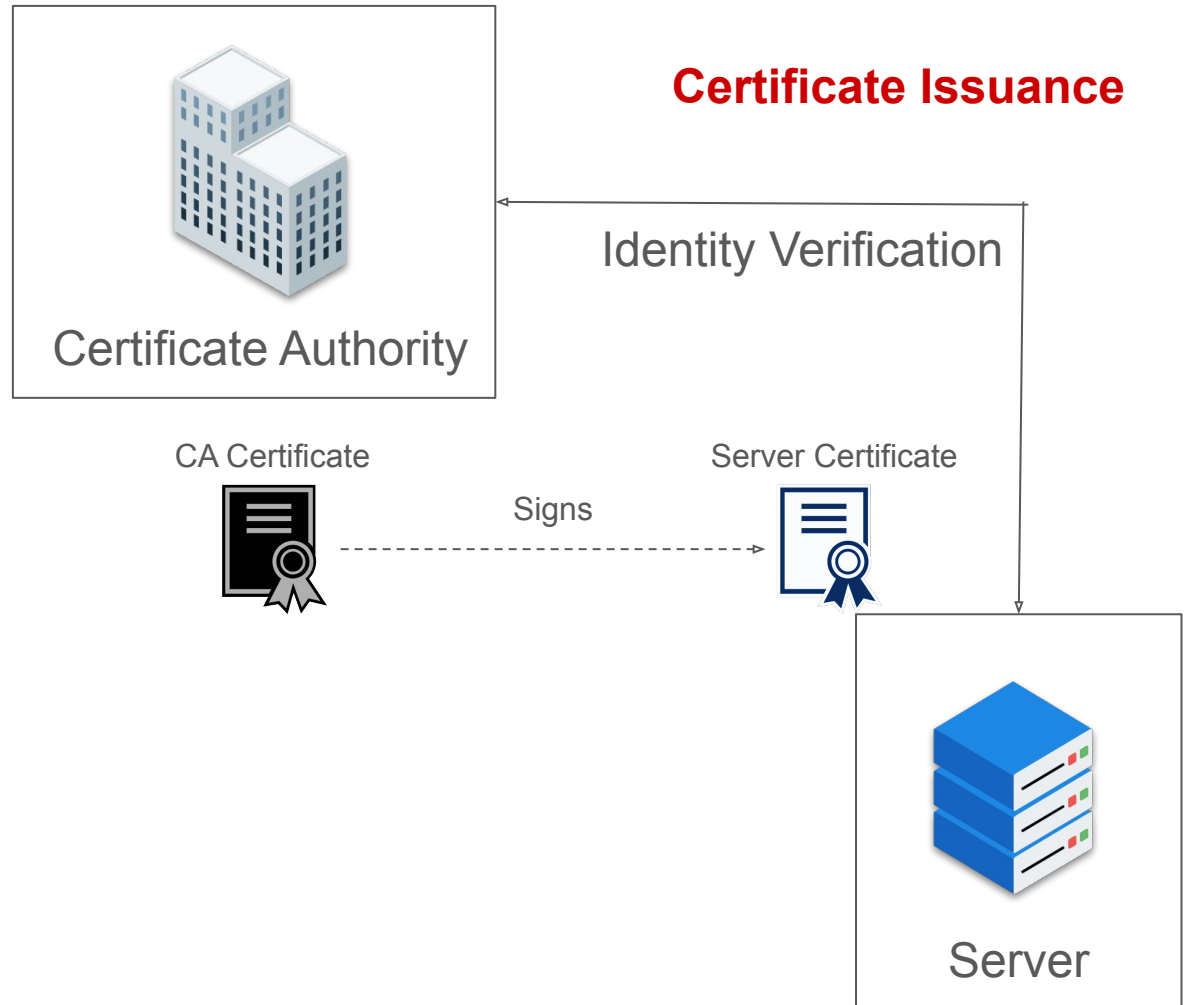 Certificate Issuance
Identity Verification
Certificate Authority
CA Certificate
Server Certificate
Signs
Server